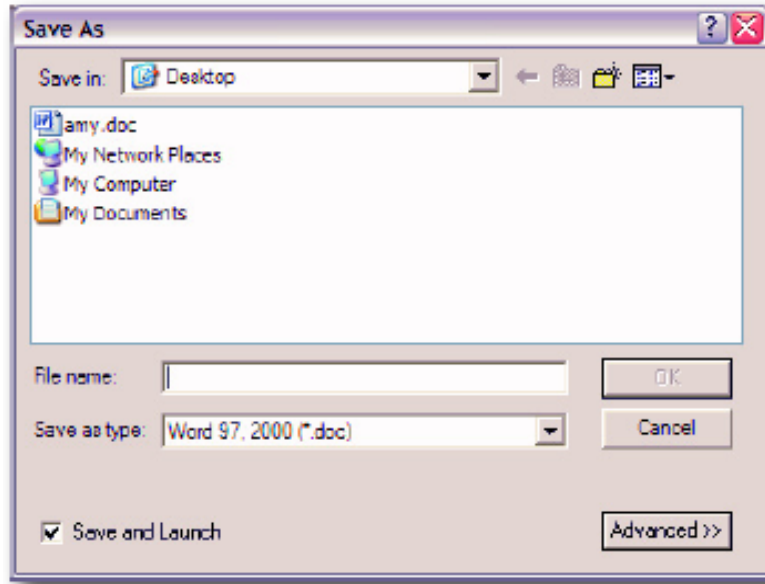 Save As
?
Save in: Desktop
amy.doc
My Network Places
My Computer
My Documents
File name: OK
Save as type: Word 97, 2000 (*.doc) Cancel
Save and Launch Advanced >>